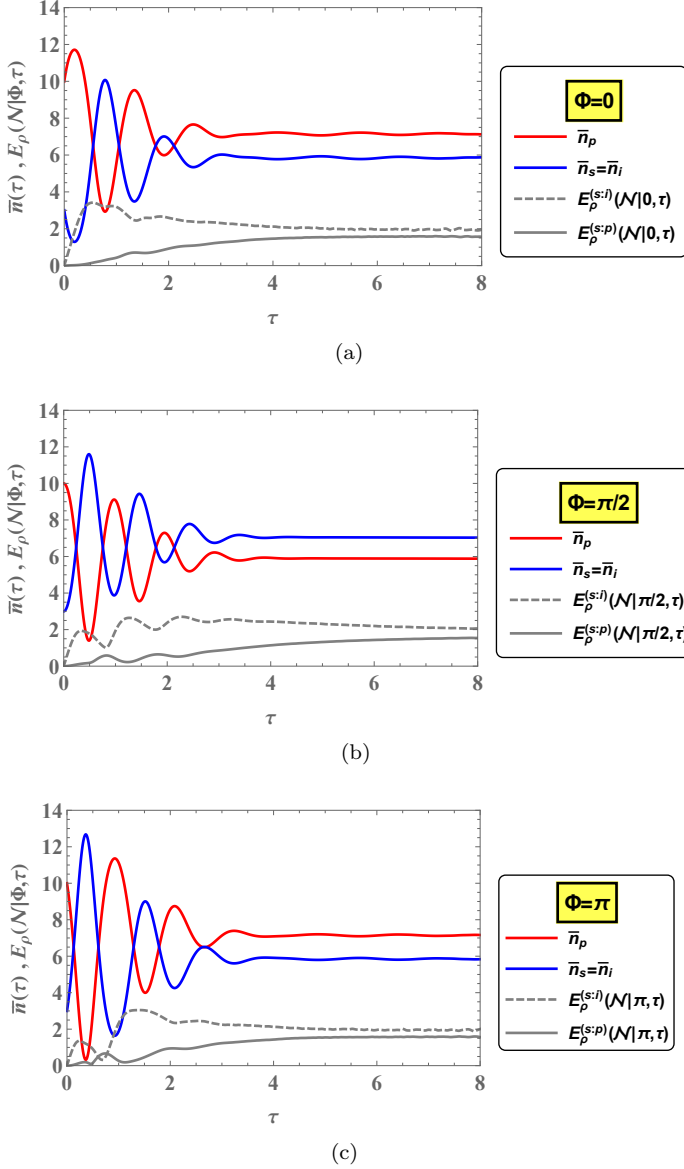 14
12
10
8
6
4
2
0
n̄(τ) , E_ρ(𝒩|Φ,τ)
0 2 4 6 8
τ
Φ=0
n̄_p
n̄_s=n̄_i
E_ρ^(s:i)(𝒩|0,τ)
E_ρ^(s:p)(𝒩|0,τ)
(a)
14
12
10
8
6
4
2
0
n̄(τ) , E_ρ(𝒩|Φ,τ)
0 2 4 6 8
τ
Φ=π/2
n̄_p
n̄_s=n̄_i
E_ρ^(s:i)(𝒩|π/2,τ)
E_ρ^(s:p)(𝒩|π/2,τ)
(b)
14
12
10
8
6
4
2
0
n̄(τ) , E_ρ(𝒩|Φ,τ)
0 2 4 6 8
τ
Φ=π
n̄_p
n̄_s=n̄_i
E_ρ^(s:i)(𝒩|π,τ)
E_ρ^(s:p)(𝒩|π,τ)
(c)